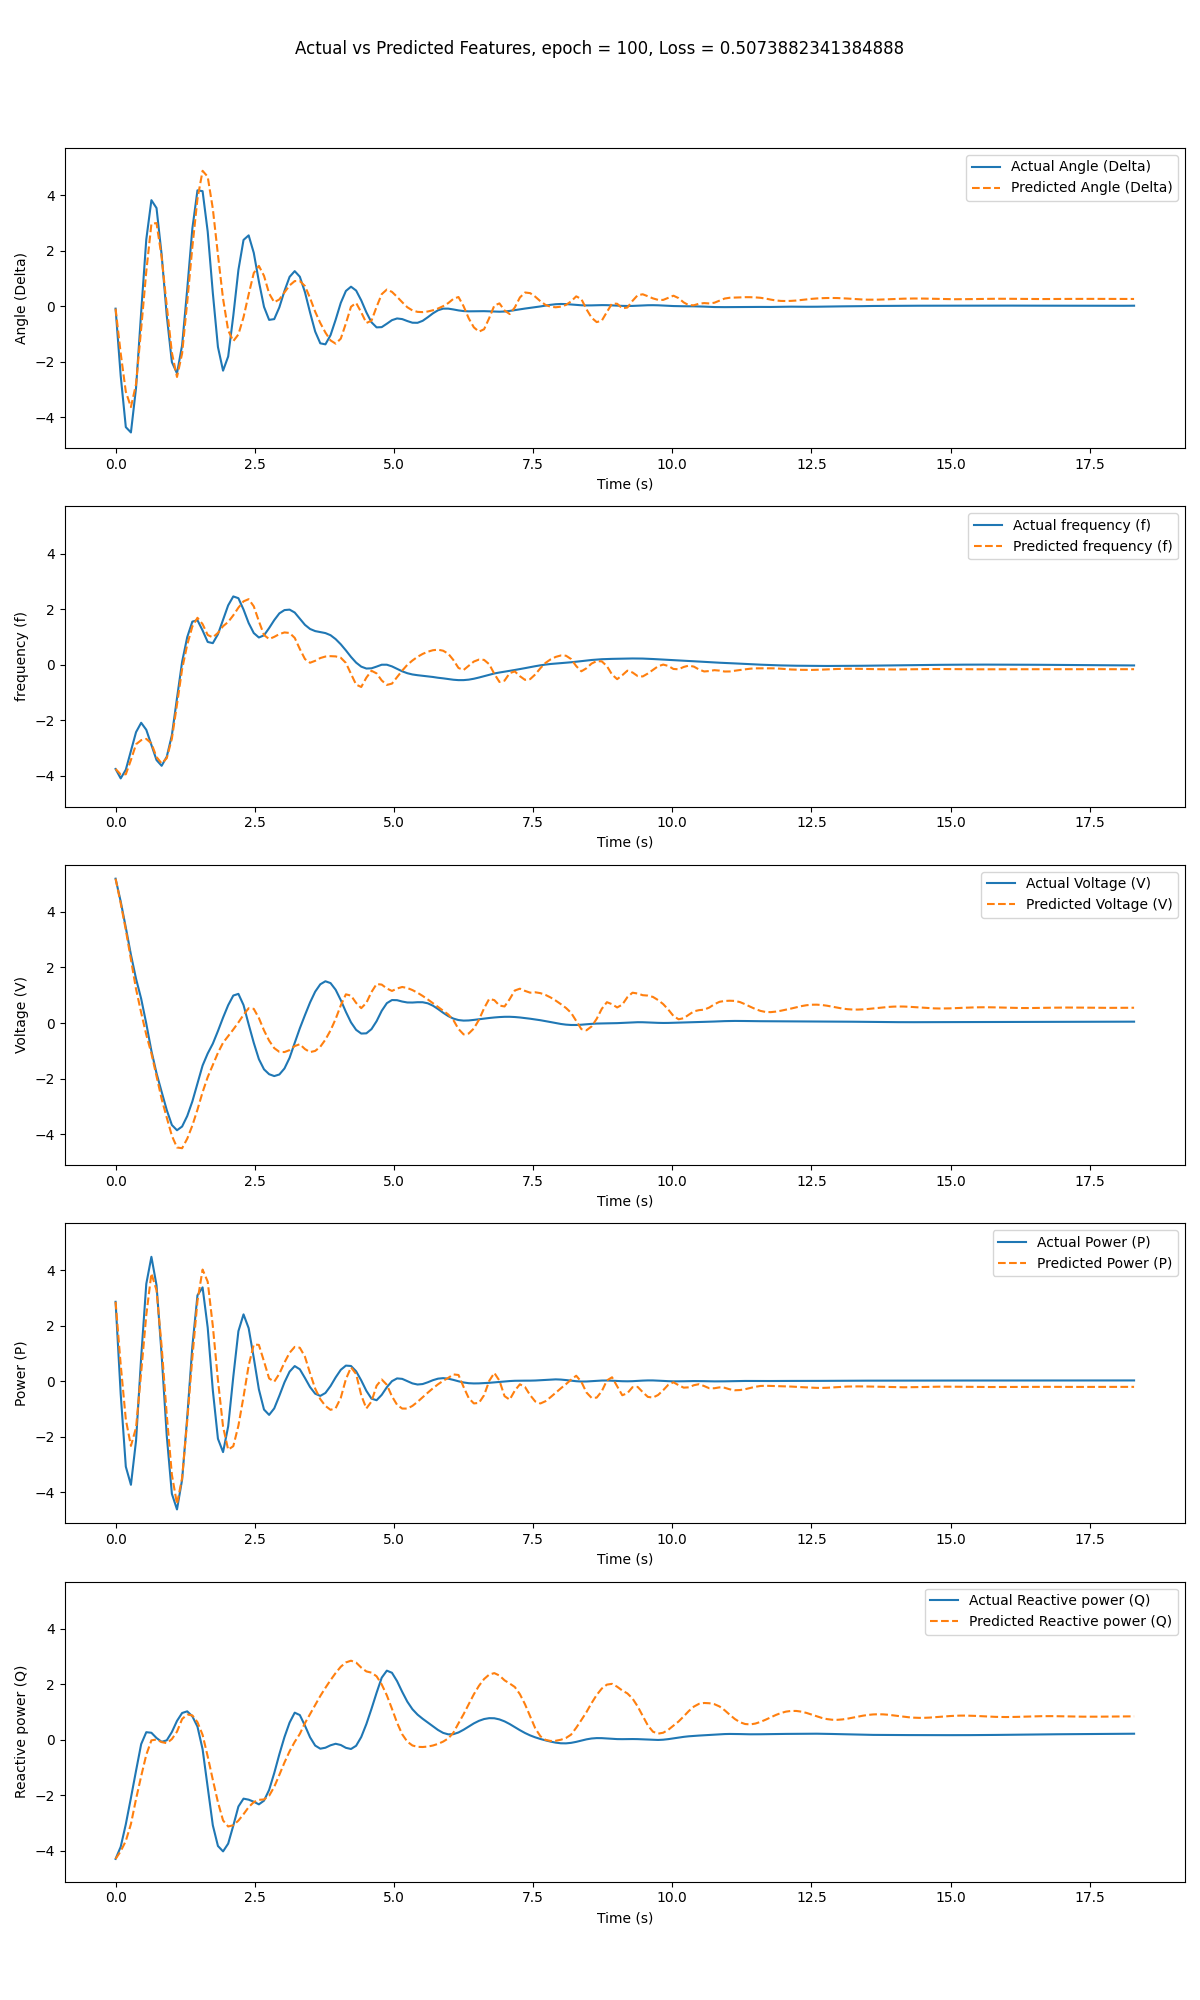 Actual vs Predicted Features, epoch = 100, Loss = 0.5073882341384888
Actual Angle (Delta)
Predicted Angle (Delta)
Angle (Delta)
4
2
0
−2
−4
0.0 2.5 5.0 7.5 10.0 12.5 15.0 17.5
Time (s)
Actual frequency (f)
Predicted frequency (f)
frequency (f)
4
2
0
−2
−4
0.0 2.5 5.0 7.5 10.0 12.5 15.0 17.5
Time (s)
Actual Voltage (V)
Predicted Voltage (V)
Voltage (V)
4
2
0
−2
−4
0.0 2.5 5.0 7.5 10.0 12.5 15.0 17.5
Time (s)
Actual Power (P)
Predicted Power (P)
Power (P)
4
2
0
−2
−4
0.0 2.5 5.0 7.5 10.0 12.5 15.0 17.5
Time (s)
Actual Reactive power (Q)
Predicted Reactive power (Q)
Reactive power (Q)
4
2
0
−2
−4
0.0 2.5 5.0 7.5 10.0 12.5 15.0 17.5
Time (s)